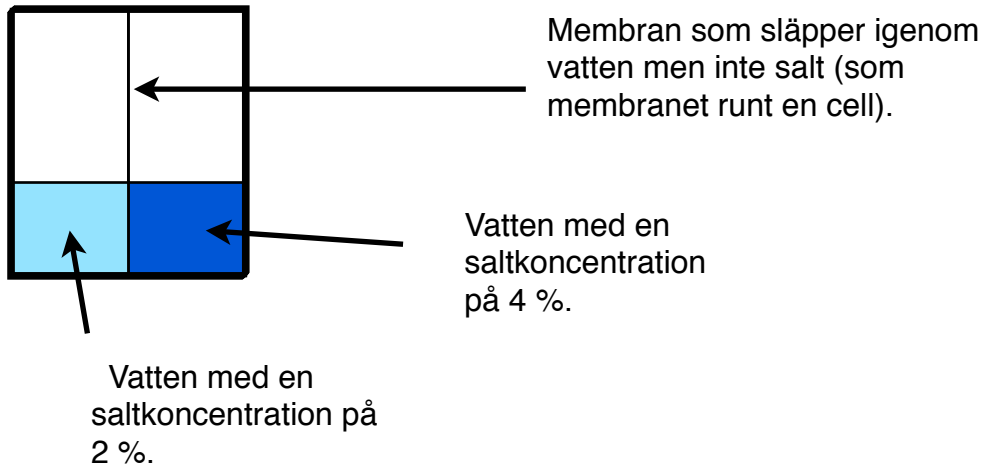 Membran som släpper igenom
vatten men inte salt (som
membranet runt en cell).
Vatten med en
saltkoncentration
på 4 %.
Vatten med en
saltkoncentration på
2 %.